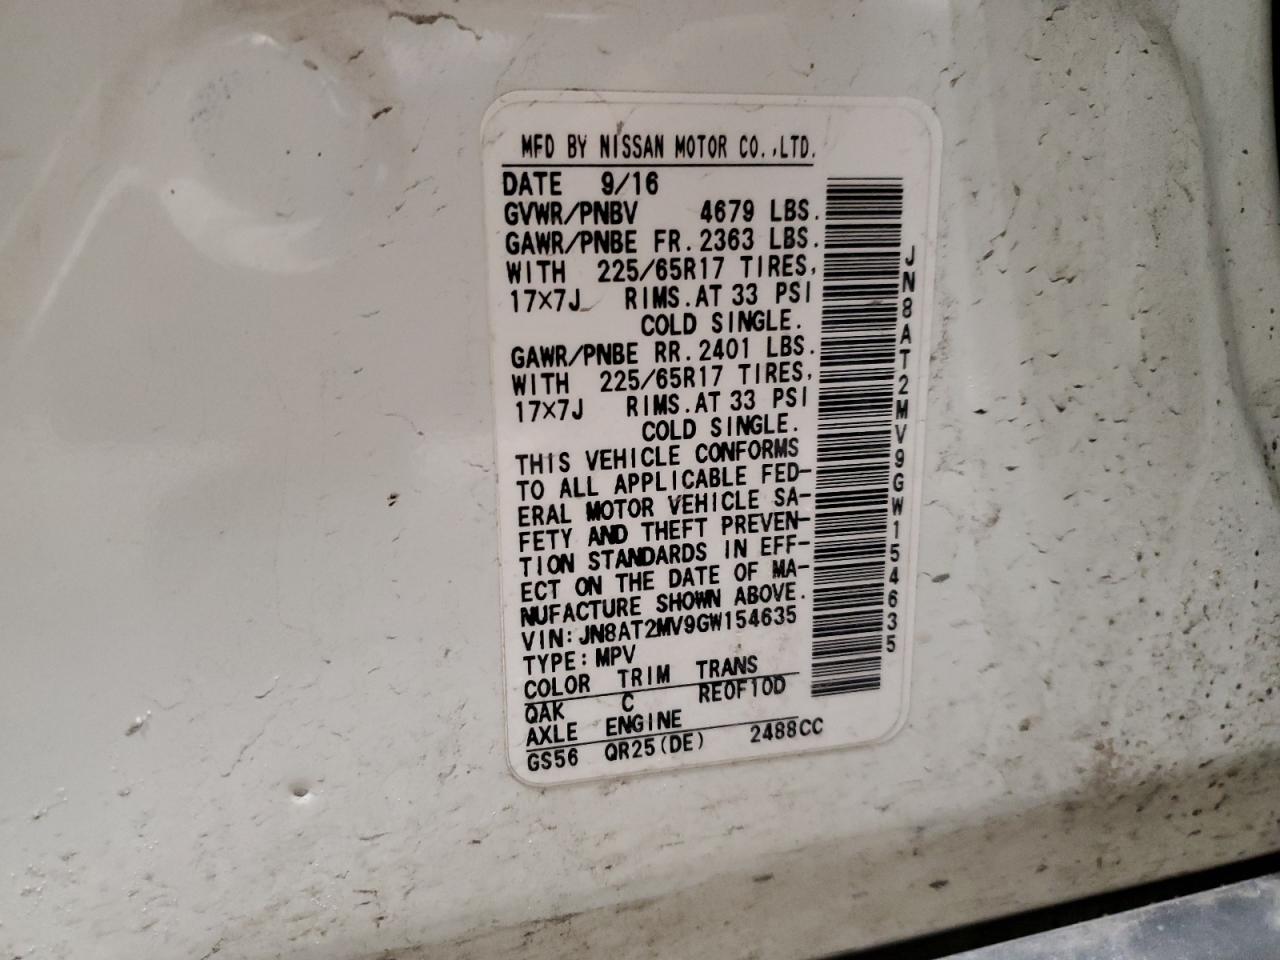 MFD BY NISSAN MOTOR CO.,LTD.
DATE 9/16
GVWR/PNBV 4679 LBS.
GAWR/PNBE FR. 2363 LBS.
WITH 225/65R17 TIRES,
17×7J RIMS. AT 33 PSI
COLD SINGLE.
GAWR/PNBE RR. 2401 LBS.
WITH 225/65R17 TIRES,
17×7J RIMS. AT 33 PSI
COLD SINGLE.
THIS VEHICLE CONFORMS
TO ALL APPLICABLE FED-
ERAL MOTOR VEHICLE SA-
FETY AND THEFT PREVEN-
TION STANDARDS IN EFF-
ECT ON THE DATE OF MA-
NUFACTURE SHOWN ABOVE.
VIN: JN8AT2MV9GW154635
TYPE: MPV
COLOR TRIM TRANS
QAK C RE0F10D
AXLE ENGINE
GS56 QR25(DE) 2488CC
JN8AT2MV9GW154635